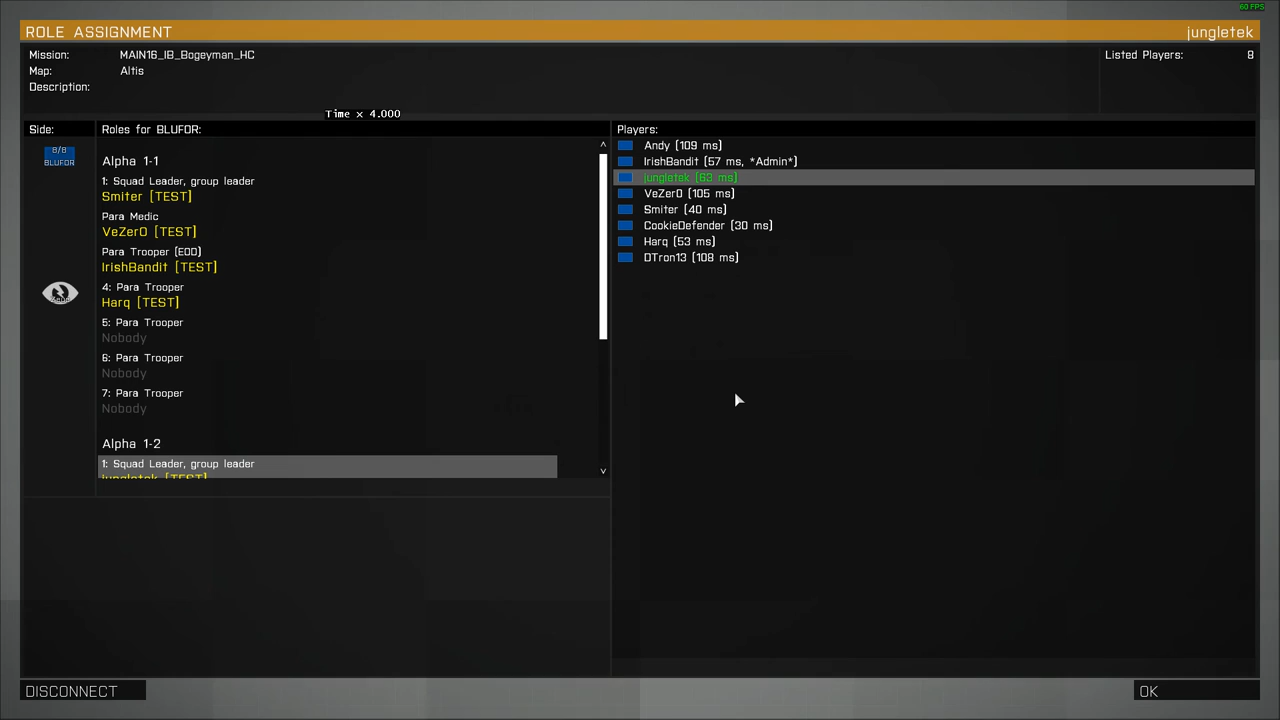 60 FPS
ROLE ASSIGNMENT
jungletek
Mission: MAIN16_IB_Bogeyman_HC
Listed Players: 8
Map: Altis
Description:
Time x 4.000
Side:
Roles for BLUFOR:
Players:
8/8
BLUFOR
Alpha 1-1
1: Squad Leader, group leader
Smiter [TEST]
Para Medic
VeZer0 [TEST]
Para Trooper (EOD)
IrishBandit [TEST]
4: Para Trooper
Harq [TEST]
5: Para Trooper
Nobody
6: Para Trooper
Nobody
7: Para Trooper
Nobody
Alpha 1-2
1: Squad Leader, group leader
jungletek [TEST]
Andy (109 ms)
IrishBandit (57 ms, *Admin*)
jungletek (63 ms)
VeZer0 (105 ms)
Smiter (40 ms)
CookieDefender (30 ms)
Harq (53 ms)
DTron13 (108 ms)
DISCONNECT
OK